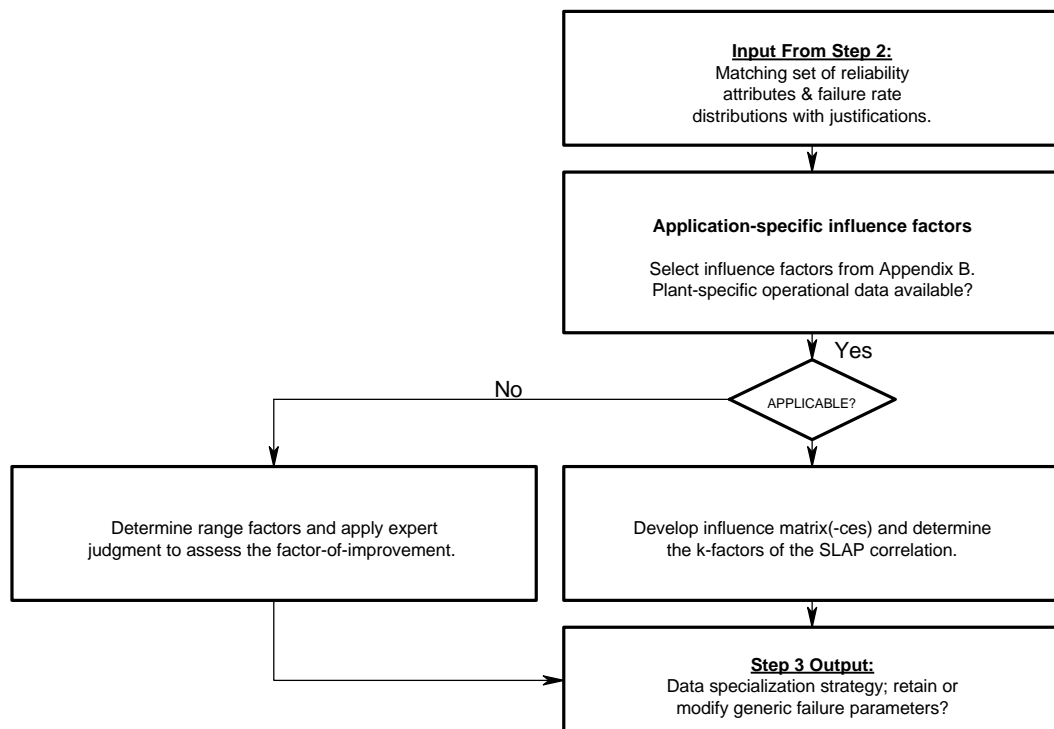 Input From Step 2:
Matching set of reliability
attributes & failure rate
distributions with justifications.
Application-specific influence factors
Select influence factors from Appendix B.
Plant-specific operational data available?
Yes
No
APPLICABLE?
Determine range factors and apply expert
judgment to assess the factor-of-improvement.
Develop influence matrix(-ces) and determine
the k-factors of the SLAP correlation.
Step 3 Output:
Data specialization strategy; retain or
modify generic failure parameters?